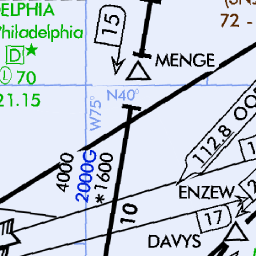 DELPHIA
Philadelphia
D
70
21.15
15
MENGE
72 -
N40°
W75°
4000
2000G
*1600
10
112.8 OO
ENZEW
17
DAVYS